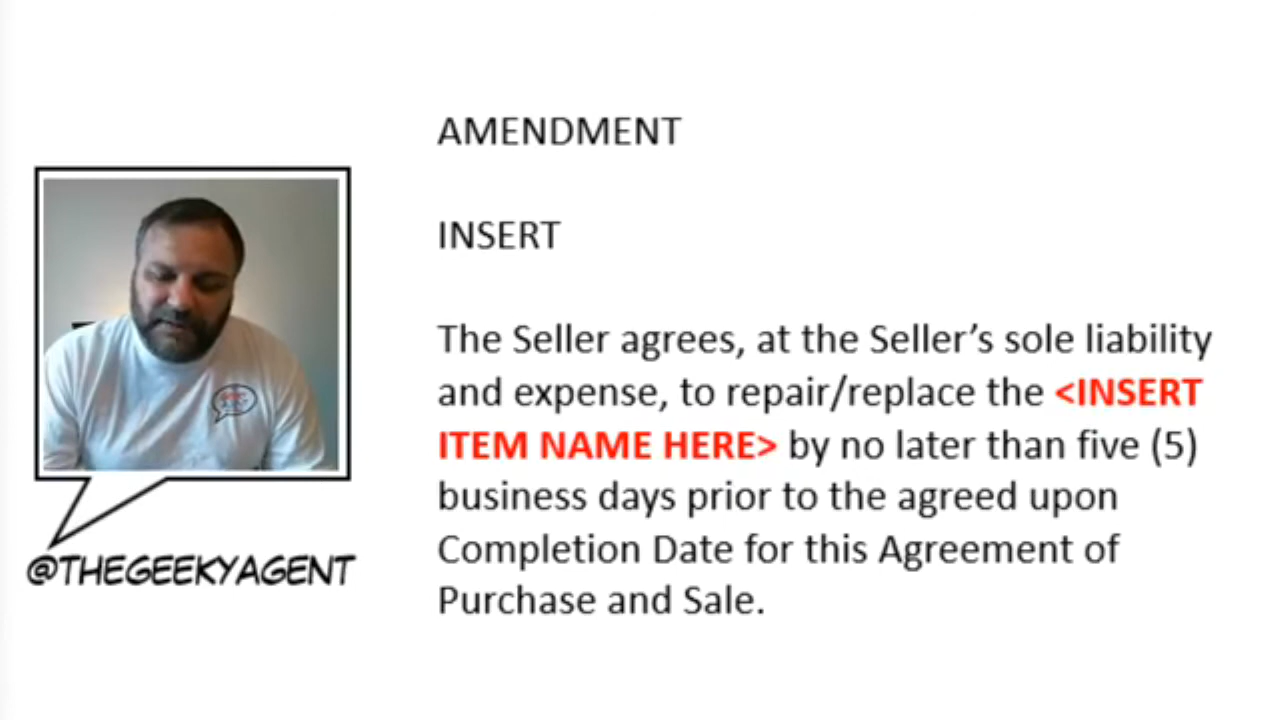 AMENDMENT
INSERT
The Seller agrees, at the Seller’s sole liability
and expense, to repair/replace the <INSERT
ITEM NAME HERE> by no later than five (5)
business days prior to the agreed upon
Completion Date for this Agreement of
Purchase and Sale.
@THEGEEKYAGENT